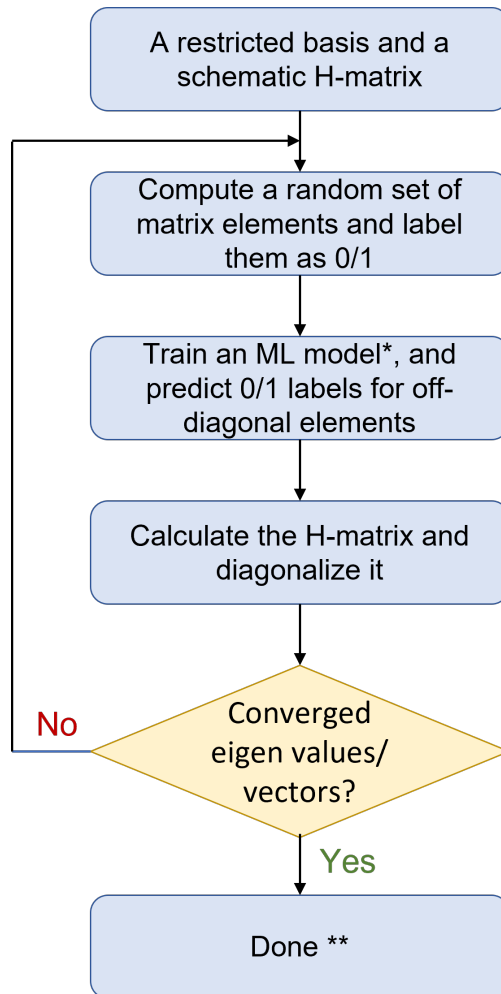 A restricted basis and a
schematic H-matrix
Compute a random set of
matrix elements and label
them as 0/1
Train an ML model*, and
predict 0/1 labels for off-
diagonal elements
Calculate the H-matrix and
diagonalize it
Converged
eigen values/
vectors?
No
Yes
Done **